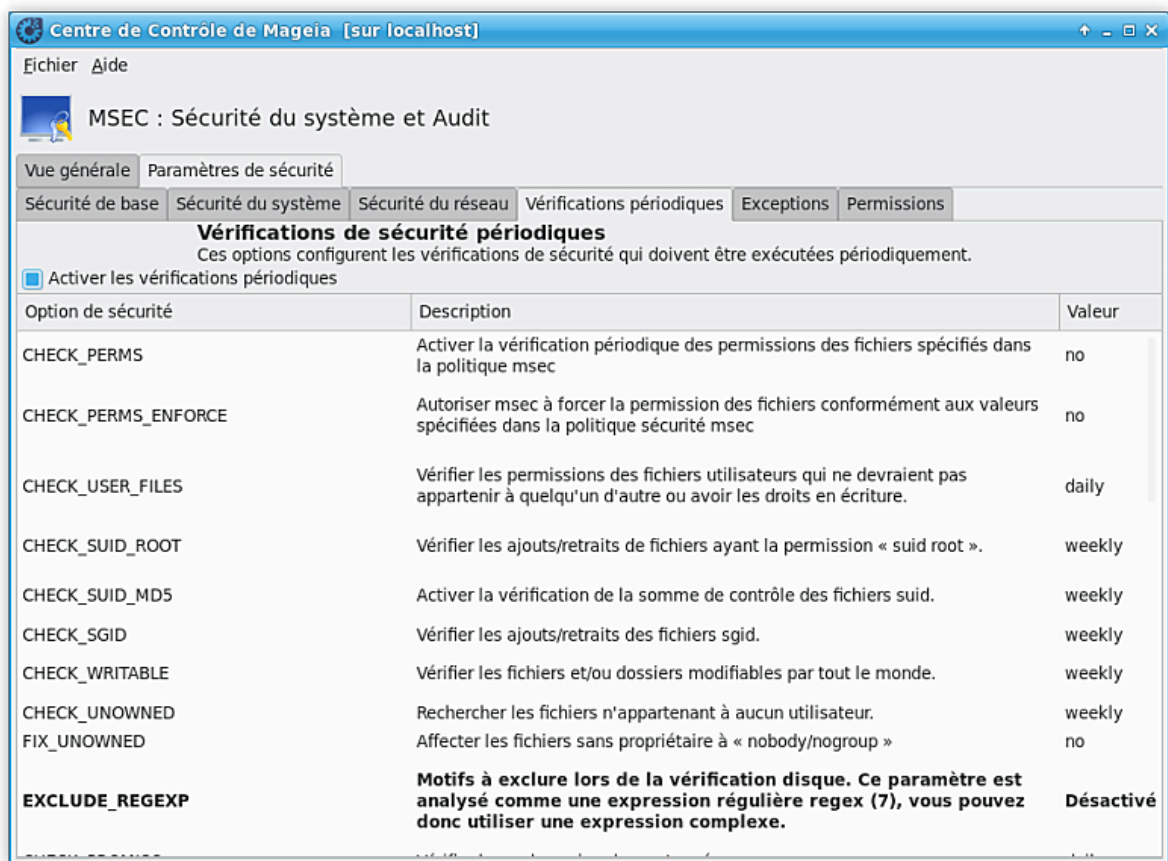 Centre de Contrôle de Mageia [sur localhost]
Fichier Aide
MSEC : Sécurité du système et Audit
Vue générale Paramètres de sécurité
Sécurité de base Sécurité du système Sécurité du réseau Vérifications périodiques Exceptions Permissions
Vérifications de sécurité périodiques
Ces options configurent les vérifications de sécurité qui doivent être exécutées périodiquement.
Activer les vérifications périodiques
Option de sécurité Description Valeur
CHECK_PERMS Activer la vérification périodique des permissions des fichiers spécifiés dans
la politique msec no
CHECK_PERMS_ENFORCE Autoriser msec à forcer la permission des fichiers conformément aux valeurs
spécifiées dans la politique sécurité msec no
CHECK_USER_FILES Vérifier les permissions des fichiers utilisateurs qui ne devraient pas
appartenir à quelqu'un d'autre ou avoir les droits en écriture. daily
CHECK_SUID_ROOT Vérifier les ajouts/retraits de fichiers ayant la permission « suid root ». weekly
CHECK_SUID_MD5 Activer la vérification de la somme de contrôle des fichiers suid. weekly
CHECK_SGID Vérifier les ajouts/retraits des fichiers sgid. weekly
CHECK_WRITABLE Vérifier les fichiers et/ou dossiers modifiables par tout le monde. weekly
CHECK_UNOWNED Rechercher les fichiers n'appartenant à aucun utilisateur. weekly
FIX_UNOWNED Affecter les fichiers sans propriétaire à « nobody/nogroup » no
EXCLUDE_REGEXP Motifs à exclure lors de la vérification disque. Ce paramètre est
analysé comme une expression régulière regex (7), vous pouvez Désactivé
donc utiliser une expression complexe.